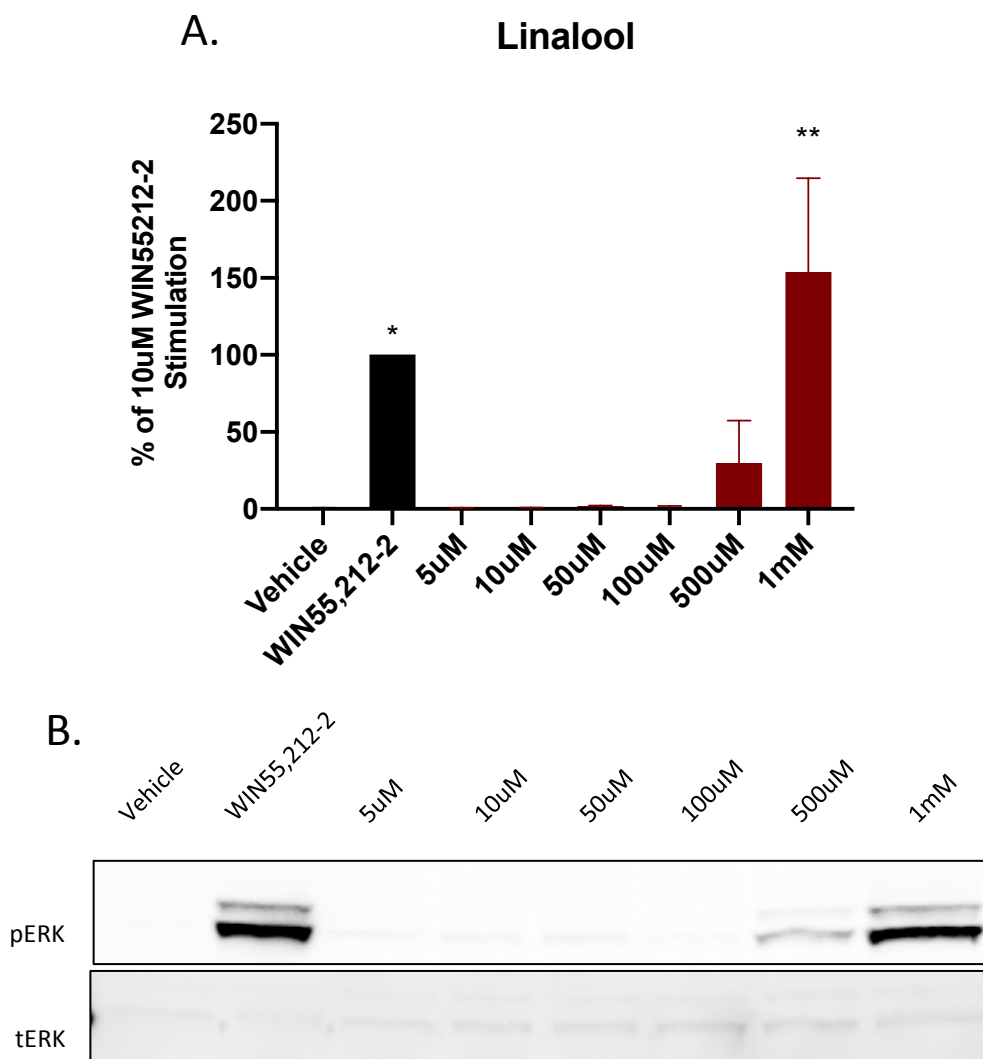 A.
Linalool
% of 10uM WIN55212-2
Stimulation
250
200
150
100
50
0
*
**
Vehicle
WIN55,212-2
5uM
10uM
50uM
100uM
500uM
1mM
B.
Vehicle
WIN55,212-2
5uM
10uM
50uM
100uM
500uM
1mM
pERK
tERK